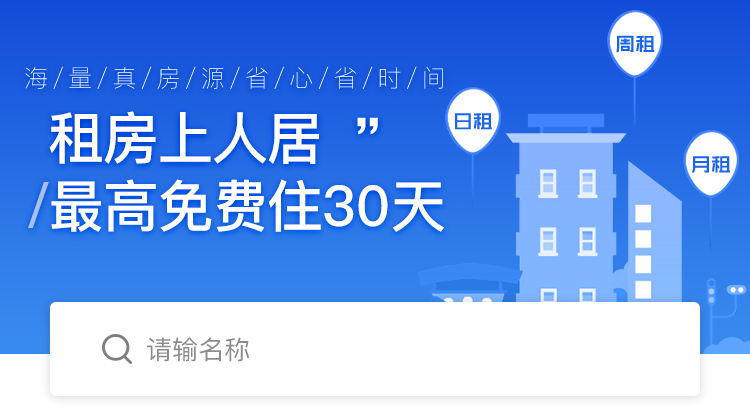 海/量/真/房/源/省/心/省/时/间
租房上人居 ”
/最高免费住30天
周租
日租
月租
请输名称